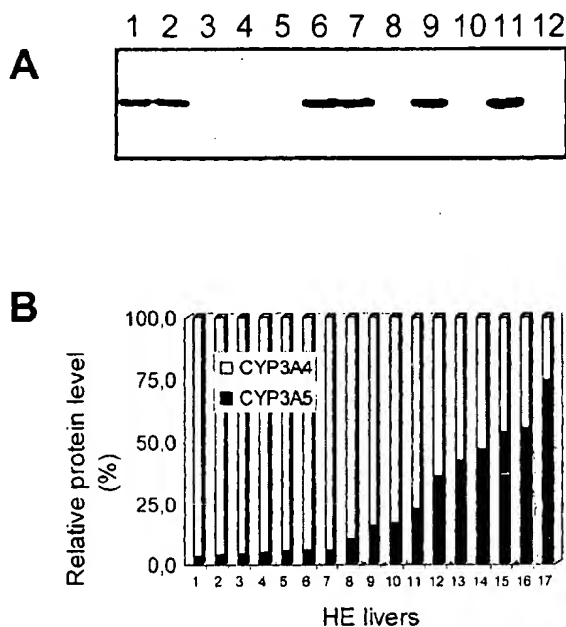 1 2 3 4 5 6 7 8 9 10 11 12
A
B
100,0
75,0
50,0
25,0
0,0
Relative protein level
(%)
CYP3A4
CYP3A5
1 2 3 4 5 6 7 8 9 10 11 12 13 14 15 16 17
HE livers